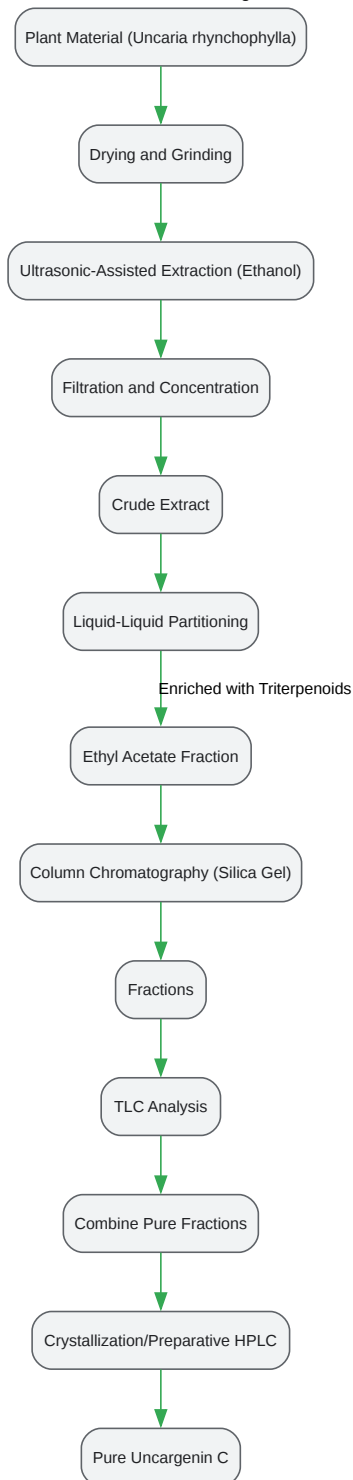 Plant Material (Uncaria rhynchophylla)
Drying and Grinding
Ultrasonic-Assisted Extraction (Ethanol)
Filtration and Concentration
Crude Extract
Liquid-Liquid Partitioning
Enriched with Triterpenoids
Ethyl Acetate Fraction
Column Chromatography (Silica Gel)
Fractions
TLC Analysis
Combine Pure Fractions
Crystallization/Preparative HPLC
Pure Uncargenin C